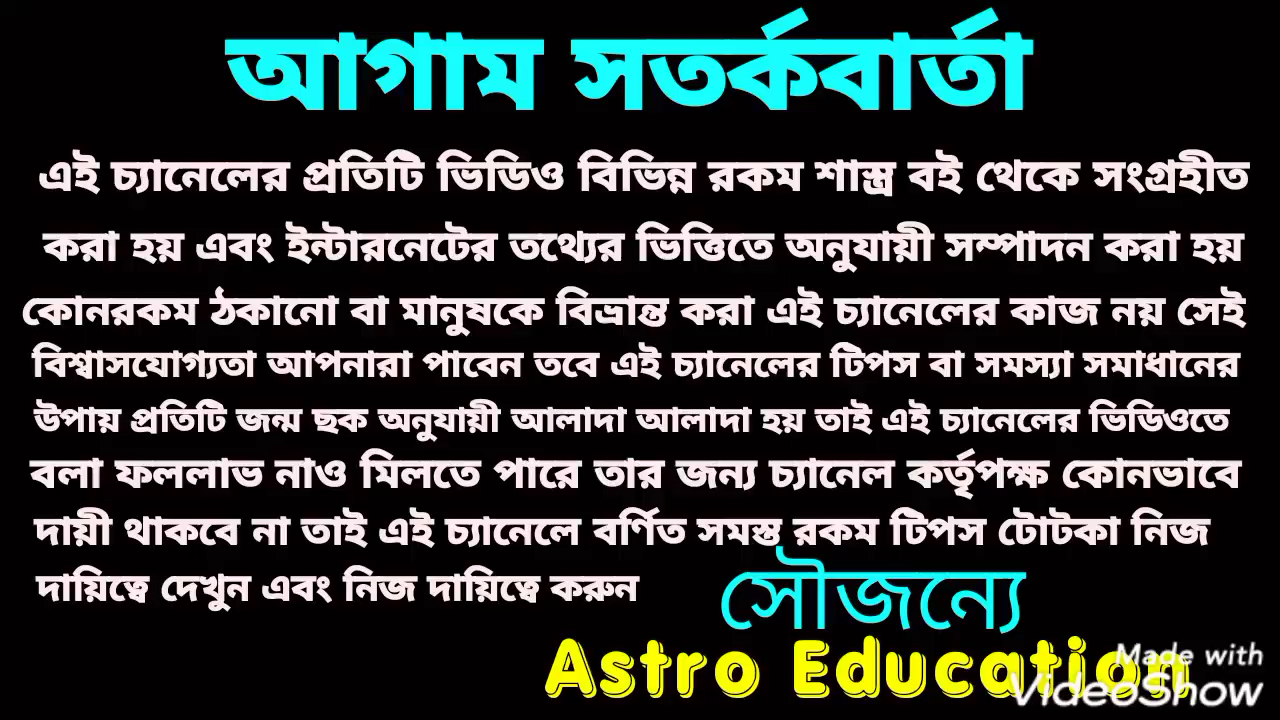 আগাম সতর্কবার্তা
এই চ্যানেলের প্রতিটি ভিডিও বিভিন্ন রকম শাস্ত্র বই থেকে সংগ্রহীত
করা হয় এবং ইন্টারনেটের তথ্যের ভিত্তিতে অনুযায়ী সম্পাদন করা হয়
কোনরকম ঠকানো বা মানুষকে বিভ্রান্ত করা এই চ্যানেলের কাজ নয় সেই
বিশ্বাসযোগ্যতা আপনারা পাবেন তবে এই চ্যানেলের টিপস বা সমস্যা সমাধানের
উপায় প্রতিটি জন্ম ছক অনুযায়ী আলাদা আলাদা হয় তাই এই চ্যানেলের ভিডিওতে
বলা ফললাভ নাও মিলতে পারে তার জন্য চ্যানেল কর্তৃপক্ষ কোনভাবে
দায়ী থাকবে না তাই এই চ্যানেলে বর্ণিত সমস্ত রকম টিপস টোটকা নিজ
দায়িত্বে দেখুন এবং নিজ দায়িত্বে করুন
সৌজন্যে
Astro Education
Made with
VideoShow